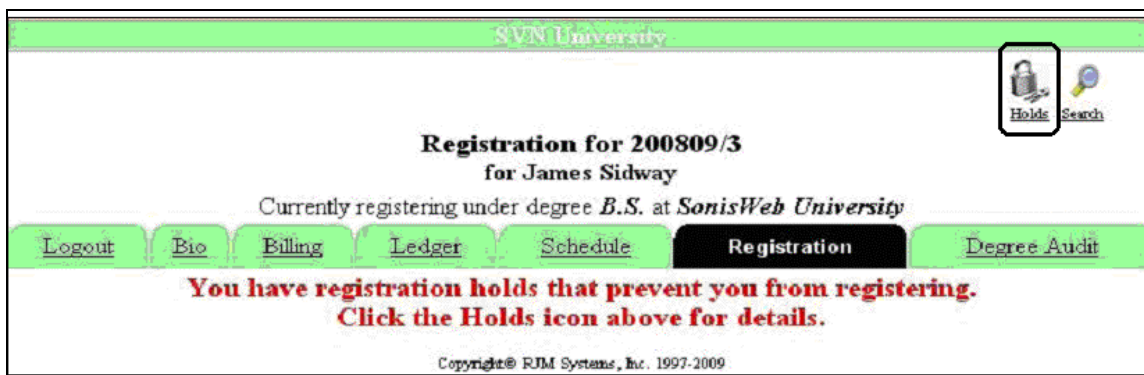 SVN University
Holds Search
Registration for 200809/3
for James Sidway
Currently registering under degree B.S. at SonisWeb University
Logout Bio Billing Ledger Schedule Registration Degree Audit
You have registration holds that prevent you from registering.
Click the Holds icon above for details.
Copyright© RJM Systems, Inc. 1997-2009